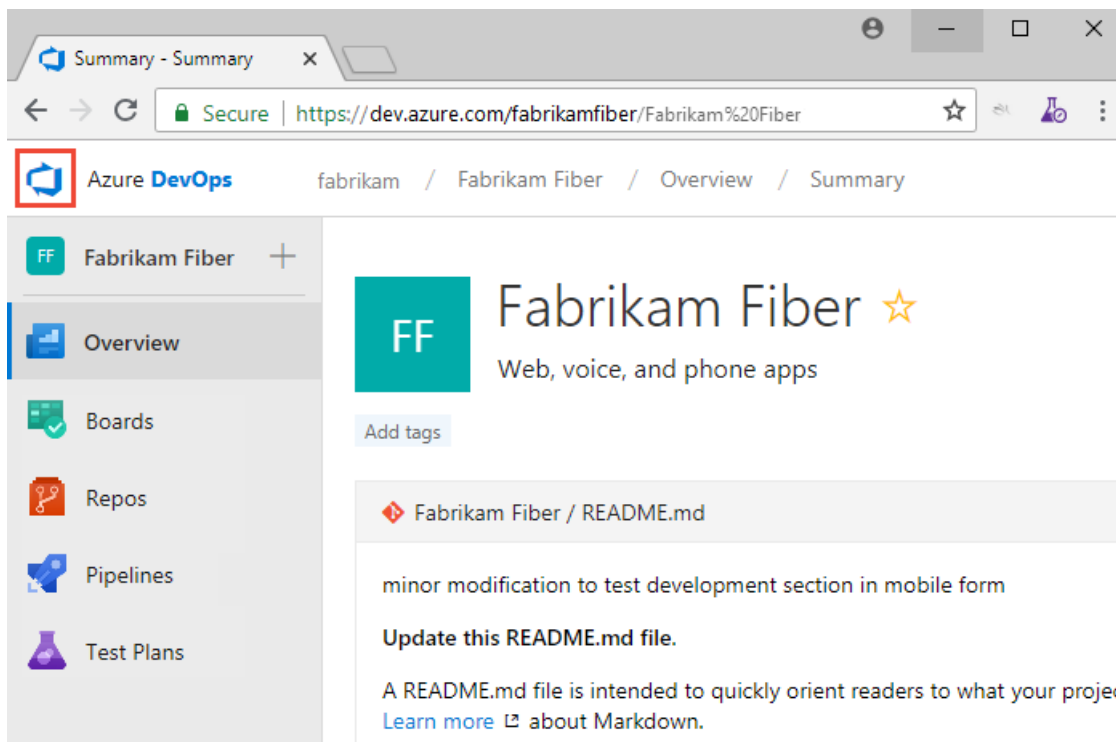 Summary - Summary
Secure | https://dev.azure.com/fabrikamfiber/Fabrikam%20Fiber
Azure DevOps fabrikam / Fabrikam Fiber / Overview / Summary
FF Fabrikam Fiber
Overview
Boards
Repos
Pipelines
Test Plans
FF
Fabrikam Fiber
Web, voice, and phone apps
Add tags
Fabrikam Fiber / README.md
minor modification to test development section in mobile form
Update this README.md file.
A README.md file is intended to quickly orient readers to what your
Learn more about Markdown.